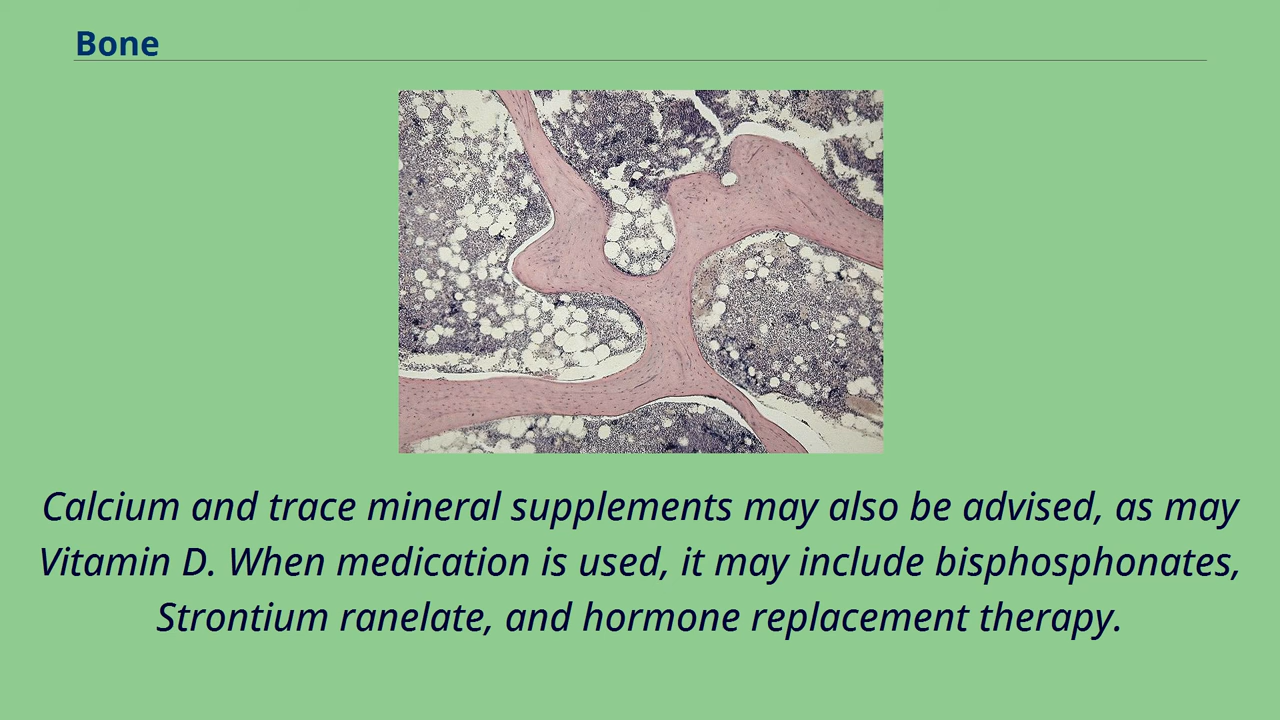 Bone
Calcium and trace mineral supplements may also be advised, as may
Vitamin D. When medication is used, it may include bisphosphonates,
Strontium ranelate, and hormone replacement therapy.